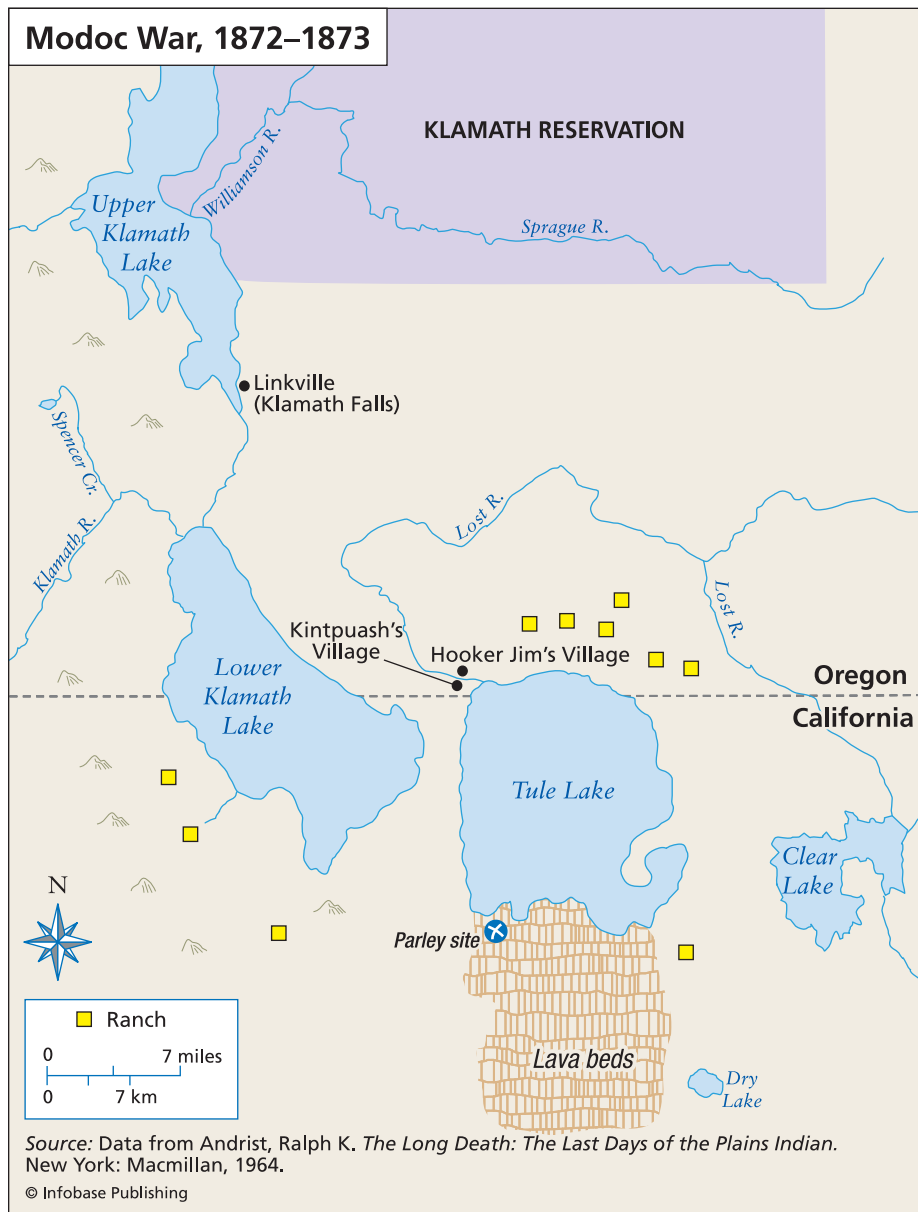 Modoc War, 1872–1873
KLAMATH RESERVATION
Williamson R.
Upper
Klamath
Lake
Sprague R.
Linkville
(Klamath Falls)
Spencer Cr.
Klamath R.
Lost R.
Lost R.
Kintpuash's
Village
Hooker Jim's Village
Lower
Klamath
Lake
Oregon
California
Tule Lake
Clear
Lake
N
Parley site
Ranch
0 7 miles
0 7 km
Lava beds
Dry
Lake
Source: Data from Andrist, Ralph K. The Long Death: The Last Days of the Plains Indian.
New York: Macmillan, 1964.
© Infobase Publishing